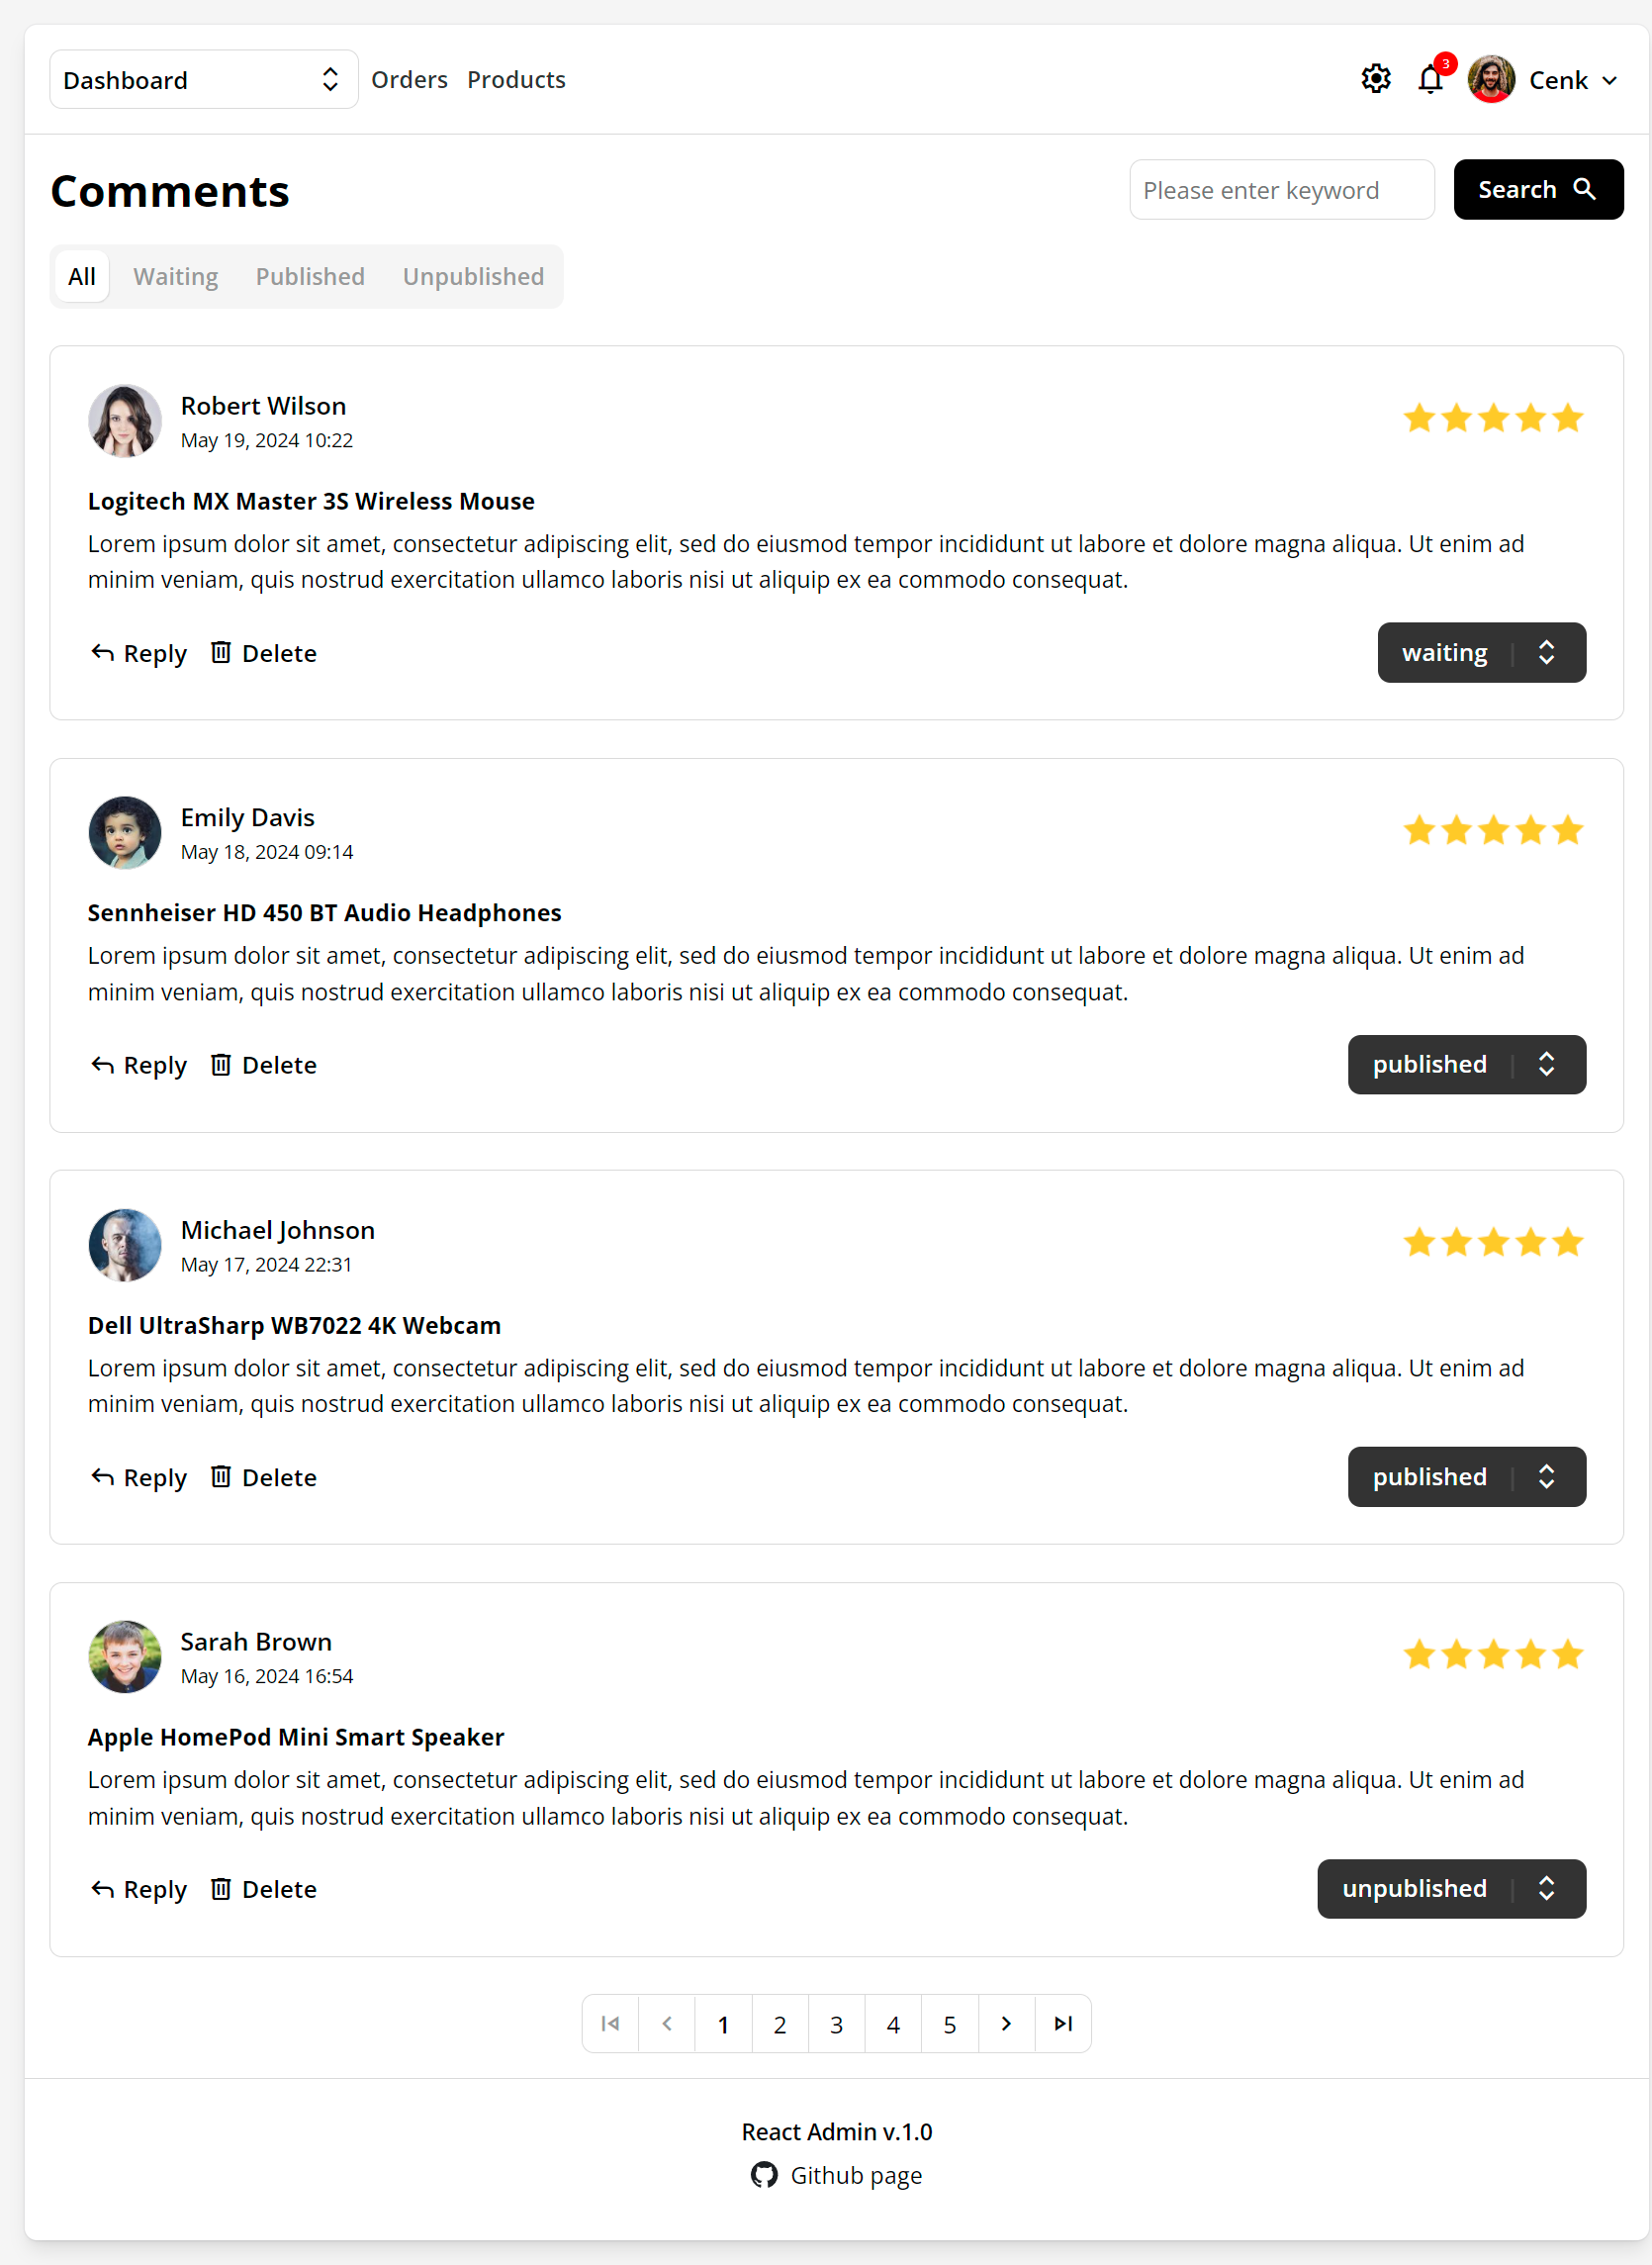 Dashboard Orders Products 3 Cenk
Comments Please enter keyword Search
All Waiting Published Unpublished
Robert Wilson
May 19, 2024 10:22
Logitech MX Master 3S Wireless Mouse
Lorem ipsum dolor sit amet, consectetur adipiscing elit, sed do eiusmod tempor incididunt ut labore et dolore magna aliqua. Ut enim ad
minim veniam, quis nostrud exercitation ullamco laboris nisi ut aliquip ex ea commodo consequat.
Reply Delete waiting
Emily Davis
May 18, 2024 09:14
Sennheiser HD 450 BT Audio Headphones
Lorem ipsum dolor sit amet, consectetur adipiscing elit, sed do eiusmod tempor incididunt ut labore et dolore magna aliqua. Ut enim ad
minim veniam, quis nostrud exercitation ullamco laboris nisi ut aliquip ex ea commodo consequat.
Reply Delete published
Michael Johnson
May 17, 2024 22:31
Dell UltraSharp WB7022 4K Webcam
Lorem ipsum dolor sit amet, consectetur adipiscing elit, sed do eiusmod tempor incididunt ut labore et dolore magna aliqua. Ut enim ad
minim veniam, quis nostrud exercitation ullamco laboris nisi ut aliquip ex ea commodo consequat.
Reply Delete published
Sarah Brown
May 16, 2024 16:54
Apple HomePod Mini Smart Speaker
Lorem ipsum dolor sit amet, consectetur adipiscing elit, sed do eiusmod tempor incididunt ut labore et dolore magna aliqua. Ut enim ad
minim veniam, quis nostrud exercitation ullamco laboris nisi ut aliquip ex ea commodo consequat.
Reply Delete unpublished
1 2 3 4 5
React Admin v.1.0
Github page